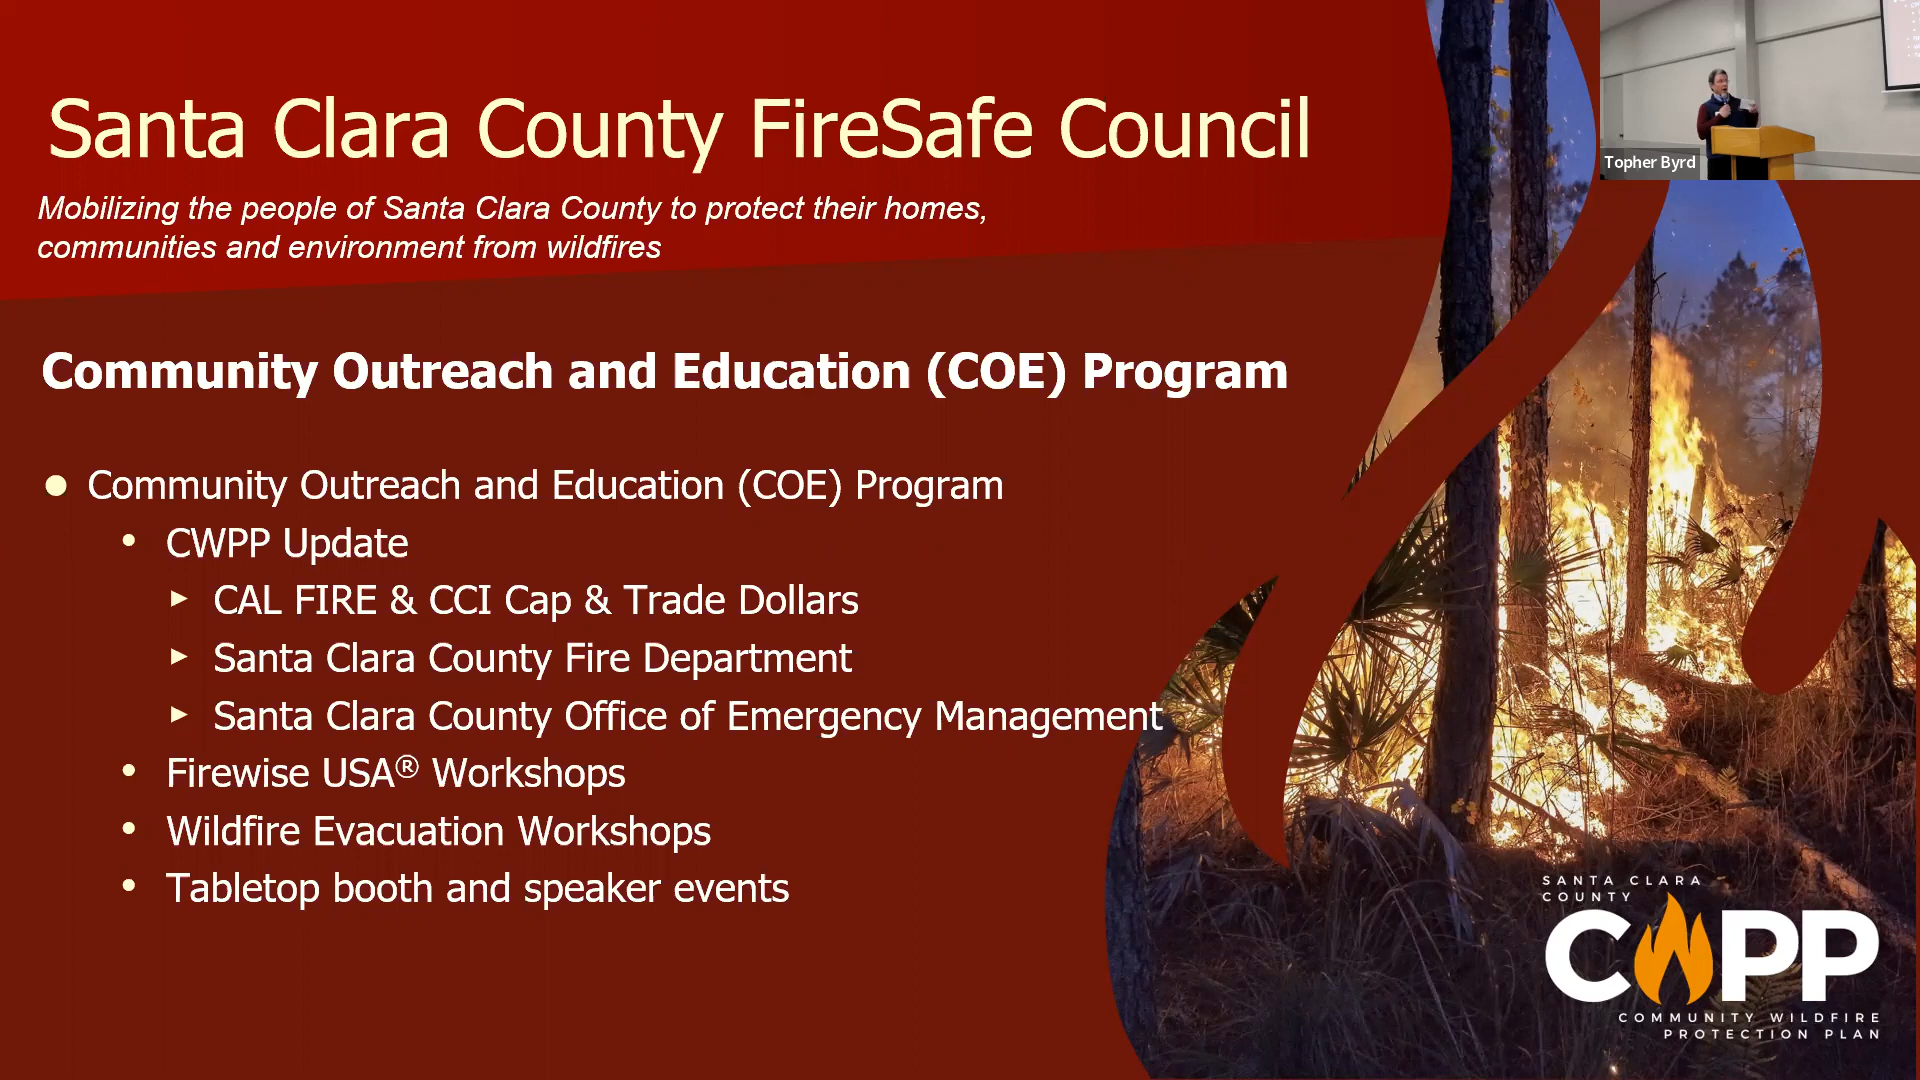 Santa Clara County FireSafe Council
Mobilizing the people of Santa Clara County to protect their homes,
communities and environment from wildfires
Topher Byrd
Community Outreach and Education (COE) Program
Community Outreach and Education (COE) Program
CWPP Update
CAL FIRE & CCI Cap & Trade Dollars
Santa Clara County Fire Department
Santa Clara County Office of Emergency Management
Firewise USA® Workshops
Wildfire Evacuation Workshops
Tabletop booth and speaker events
SANTA CLARA
COUNTY
CWPP
COMMUNITY WILDFIRE
PROTECTION PLAN